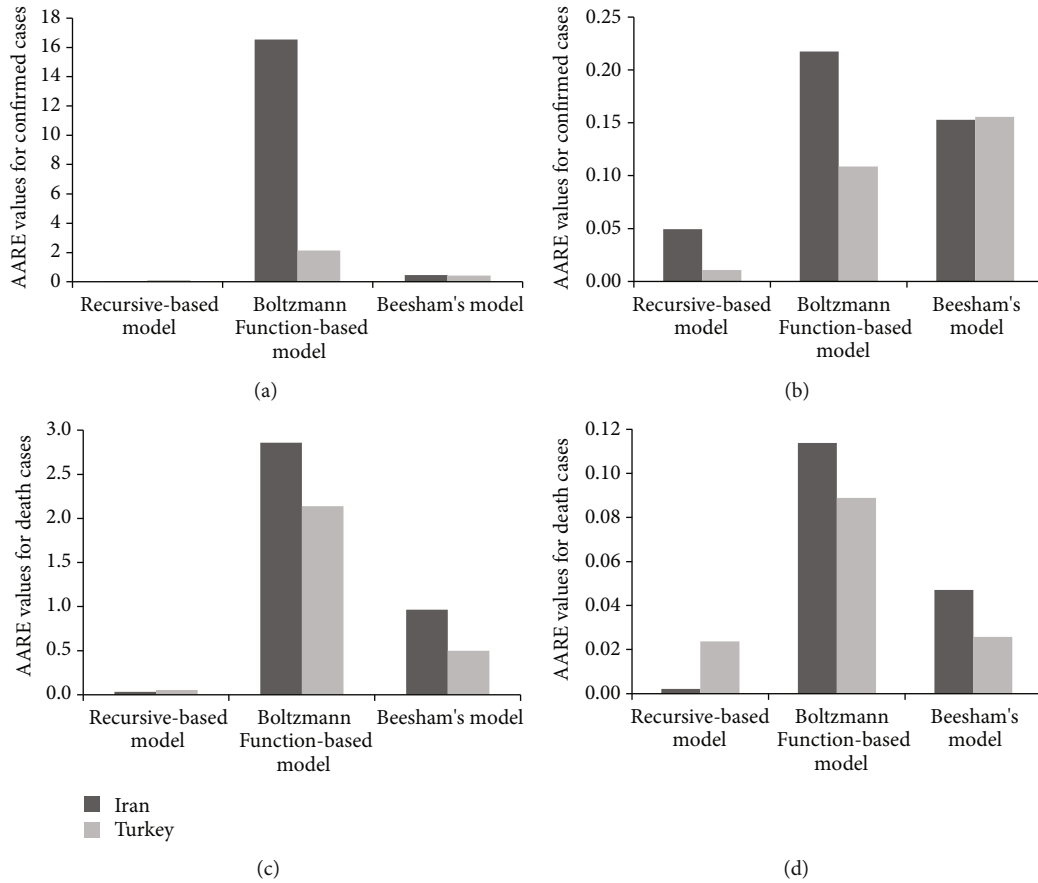 AARE values for confirmed cases
18
16
14
12
10
8
6
4
2
0
Recursive-based
model
Boltzmann
Function-based
model
Beesham's model
(a)
AARE values for confirmed cases
0.25
0.20
0.15
0.10
0.05
0.00
Recursive-based
model
Boltzmann
Function-based
model
Beesham's
model
(b)
AARE values for death cases
3.0
2.5
2.0
1.5
1.0
0.5
0.0
Recursive-based
model
Boltzmann
Function-based
model
Beesham's model
Iran
Turkey
(c)
AARE values for death cases
0.12
0.10
0.08
0.06
0.04
0.02
0.00
Recursive-based
model
Boltzmann
Function-based
model
Beesham's
model
(d)